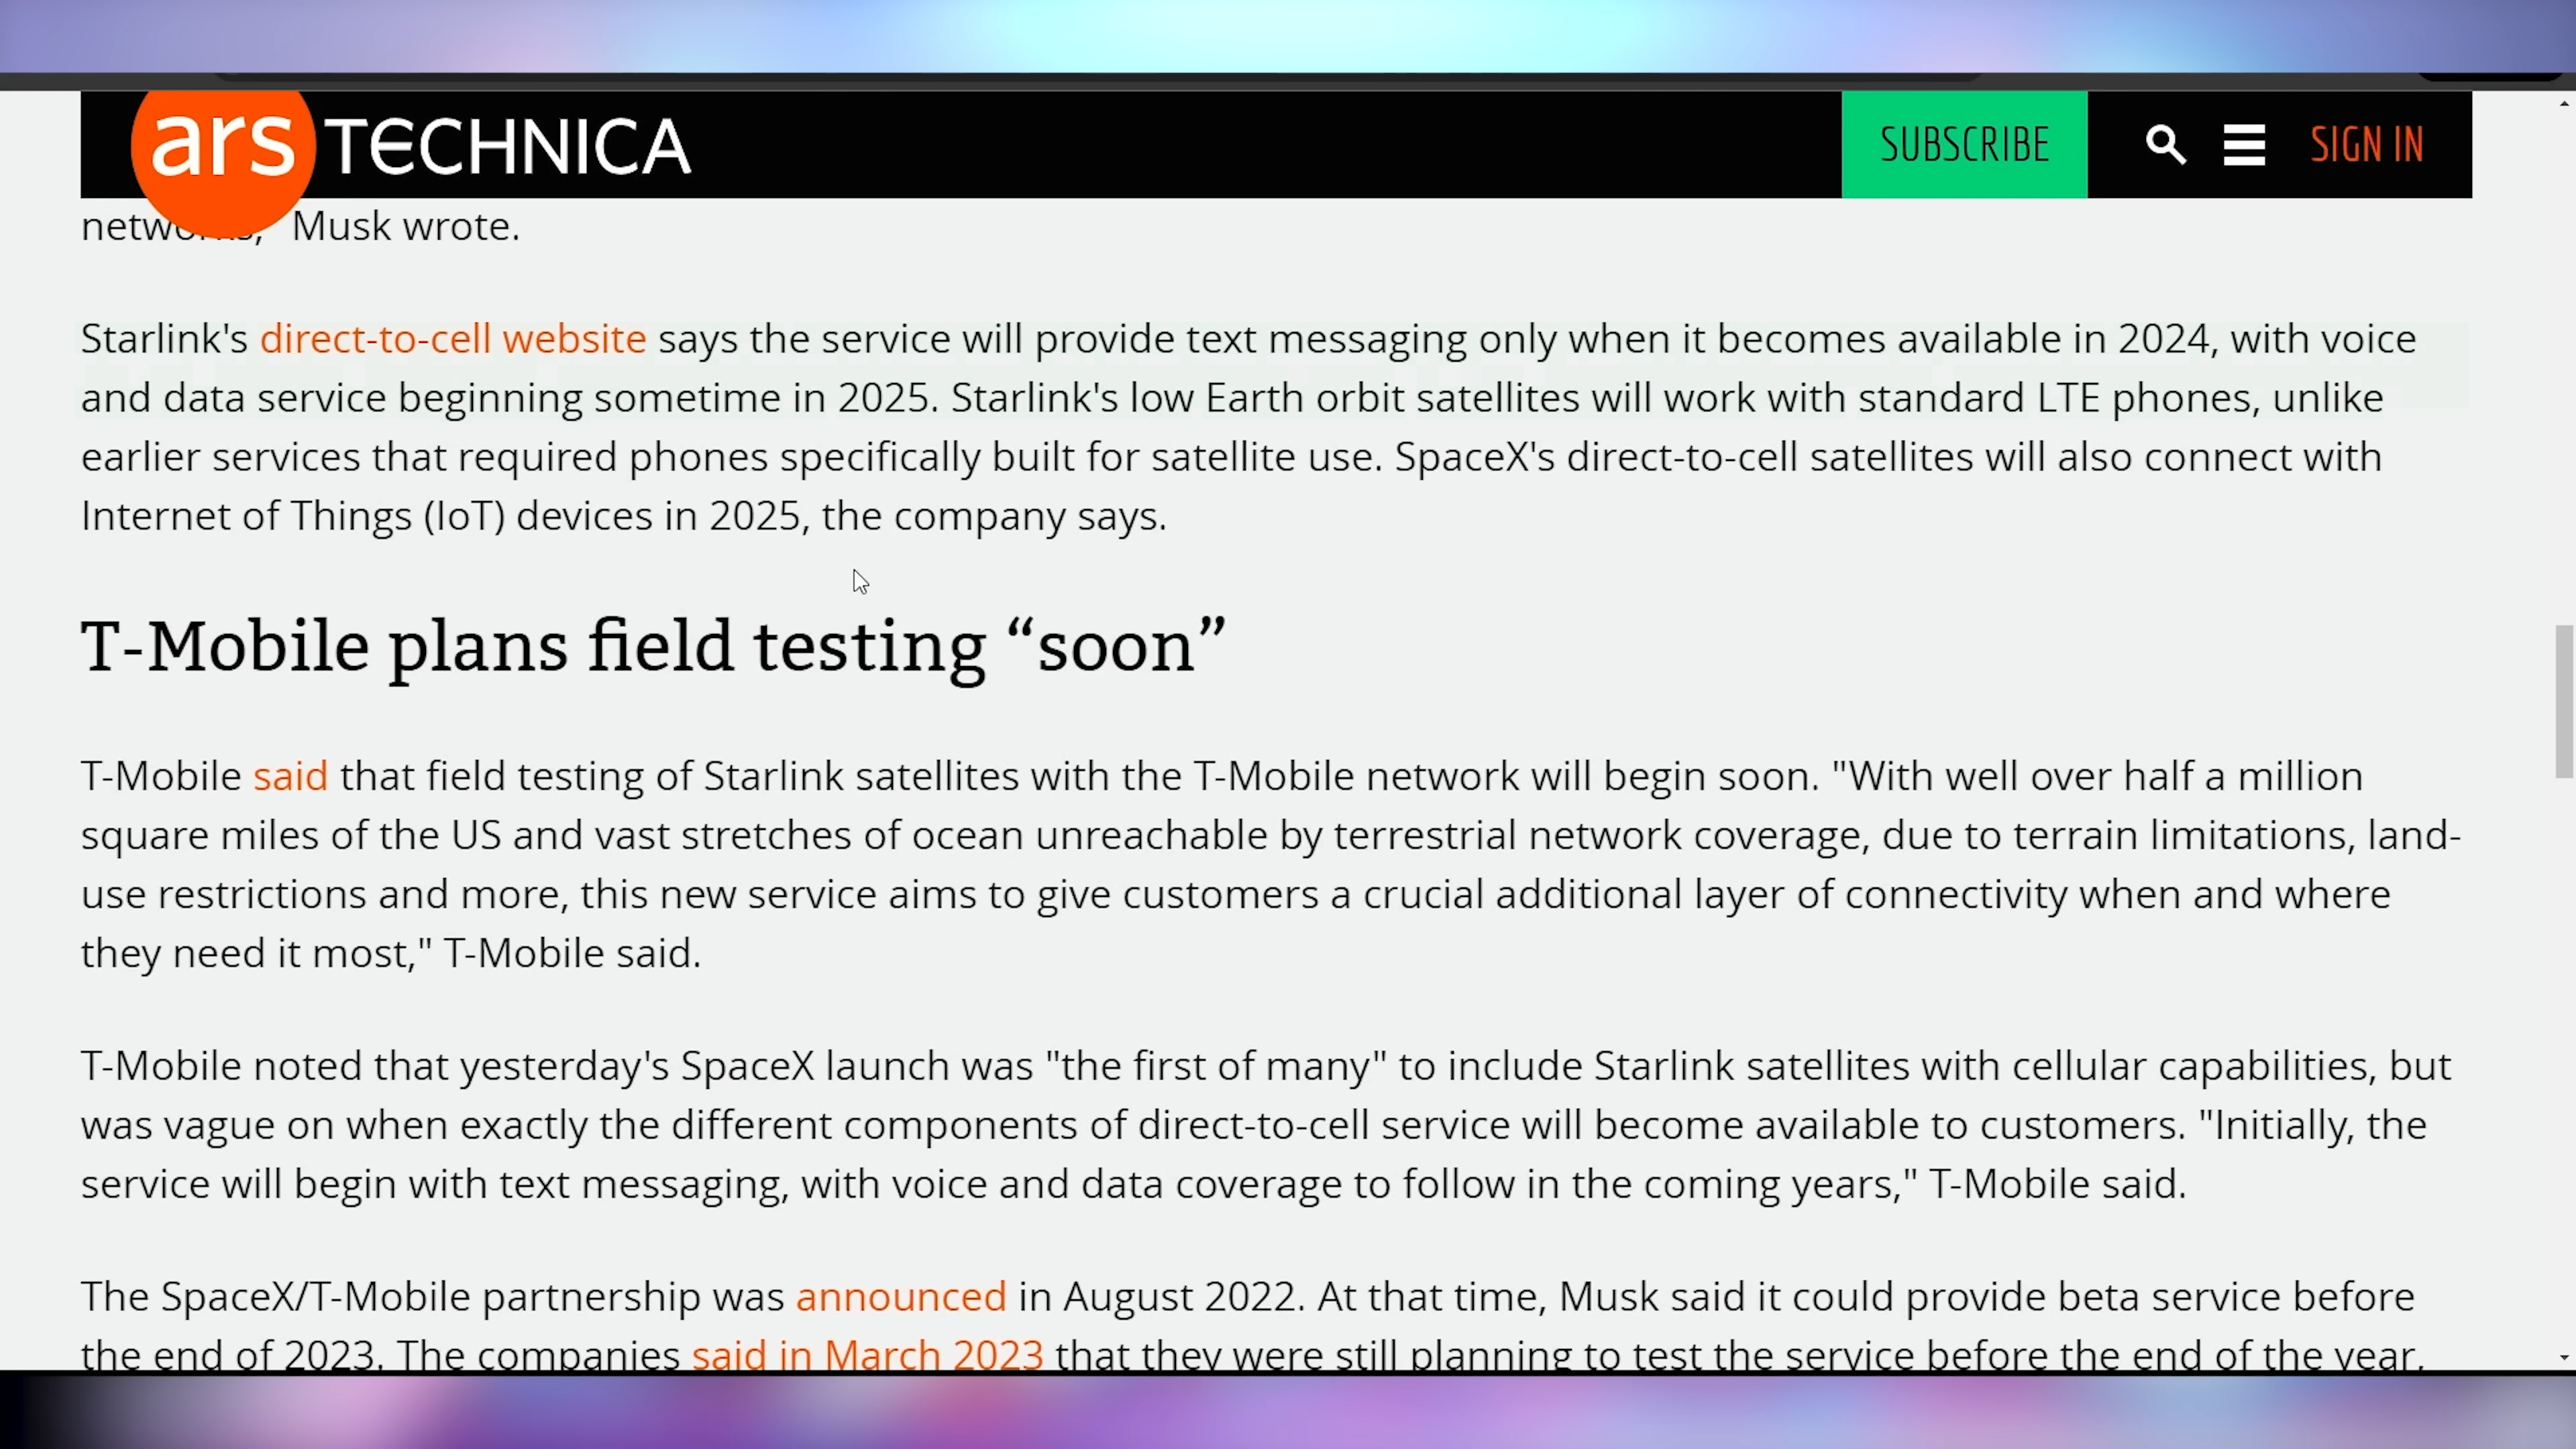 ars TECHNICA
SUBSCRIBE
SIGN IN
Musk wrote.
Starlink's direct-to-cell website says the service will provide text messaging only when it becomes available in 2024, with voice
and data service beginning sometime in 2025. Starlink's low Earth orbit satellites will work with standard LTE phones, unlike
earlier services that required phones specifically built for satellite use. SpaceX's direct-to-cell satellites will also connect with
Internet of Things (IoT) devices in 2025, the company says.
T-Mobile plans field testing “soon”
T-Mobile said that field testing of Starlink satellites with the T-Mobile network will begin soon. "With well over half a million
square miles of the US and vast stretches of ocean unreachable by terrestrial network coverage, due to terrain limitations, land-
use restrictions and more, this new service aims to give customers a crucial additional layer of connectivity when and where
they need it most," T-Mobile said.
T-Mobile noted that yesterday's SpaceX launch was "the first of many" to include Starlink satellites with cellular capabilities, but
was vague on when exactly the different components of direct-to-cell service will become available to customers. "Initially, the
service will begin with text messaging, with voice and data coverage to follow in the coming years," T-Mobile said.
The SpaceX/T-Mobile partnership was announced in August 2022. At that time, Musk said it could provide beta service before
the end of 2023. The companies said in March 2023 that they were still planning to test the service before the end of the year,